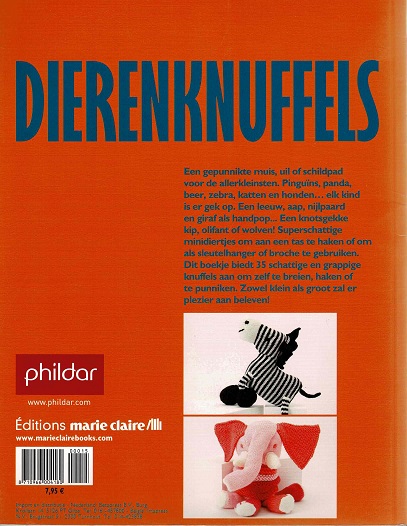 DIERENKNUFFELS
Een gepunnikte muis, uil of schildpad
voor de allerkleinsten. Pinguïns, panda,
beer, zebra, katten en honden... elk kind
is er gek op. Een leeuw, aap, nijlpaard
en giraf als handpop... Een knotsgekke
kip, olifant of wolven! Superschattige
minidiertjes om aan een tas te haken of om
als sleutelhanger of broche te gebruiken.
Dit boekje biedt 35 schattige en grappige
knuffels aan om zelf te breien, haken of
te punniken. Zowel klein als groot zal er
plezier aan beleven!
phildar
www.phildar.com
Éditions marie claire
www.marieclairebooks.com
00015
8 710966 004180
7,95 €